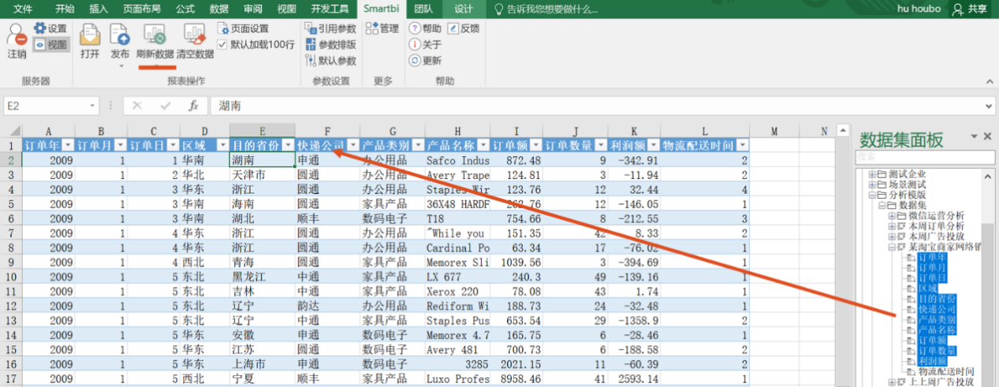 文件 开始 插入 页面布局 公式 数据 审阅 视图 开发工具 Smartbi 团队 设计 告诉我您想要做什么... hu houbo 共享
设置 页面设置 引用参数 管理 帮助 反馈
视图 默认加载100行 参数排版 关于
注销 打开 发布 刷新数据 清空数据 默认参数 更新
服务器 报表操作 参数设置 更多 帮助
E2 fx 湖南
A B C D E F G H I J K L M N
数据集面板
1 订单年 订单月 订单日 区域 目的省份 快递公司 产品类别 产品名称 订单额 订单数量 利润额 物流配送时间
2 2009 1 1 华南 湖南 申通 办公用品 Safco Indus 872.48 9 -342.91 2
3 2009 1 2 华北 天津市 圆通 办公用品 Avery Trape 124.81 3 -11.94 2
4 2009 1 3 华东 浙江 圆通 办公用品 Staples Wir 123.76 12 32.44 4
5 2009 1 3 华南 海南 圆通 家具产品 36X48 HARDF 262.76 12 -146.05 1
6 2009 1 3 华南 湖北 顺丰 数码电子 T18 754.66 8 -212.55 3
7 2009 1 4 华东 浙江 圆通 办公用品 "While you 151.35 42 8.33 2
8 2009 1 4 华东 浙江 圆通 办公用品 Cardinal Po 63.34 17 -76.02 1
9 2009 1 4 西北 青海 圆通 家具产品 Memorex Sli 1039.56 3 -394.69 1
10 2009 1 5 东北 黑龙江 中通 家具产品 LX 677 240.3 49 -139.16 1
11 2009 1 5 东北 吉林 中通 家具产品 Xerox 220 78.08 43 1.74 1
12 2009 1 5 东北 辽宁 韵达 办公用品 Rediform Wi 188.73 24 -32.48 1
13 2009 1 5 东北 辽宁 中通 家具产品 Staples Pus 653.54 29 -1358.9 2
14 2009 1 5 华东 安徽 申通 数码电子 Memorex 4.7 165.75 6 -28.46 1
15 2009 1 5 华东 江苏 圆通 数码电子 Avery 481 700.73 6 -188.58 2
16 2009 1 5 华东 上海市 申通 数码电子 3285 2021.15 11 -60.39 2
17 2009 1 5 西北 宁夏 顺丰 家具产品 Luxo Profes 8958.46 41 2593.14 1
搜索
测试企业
场景测试
分析模版
数据集
微信运营分析
本周订单分析
本周广告投放
某淘宝商家网络销
订单年
订单月
订单日
区域
目的省份
快递公司
产品类别
产品名称
订单额
订单数量
利润额
物流配送时间
上上周广告投放